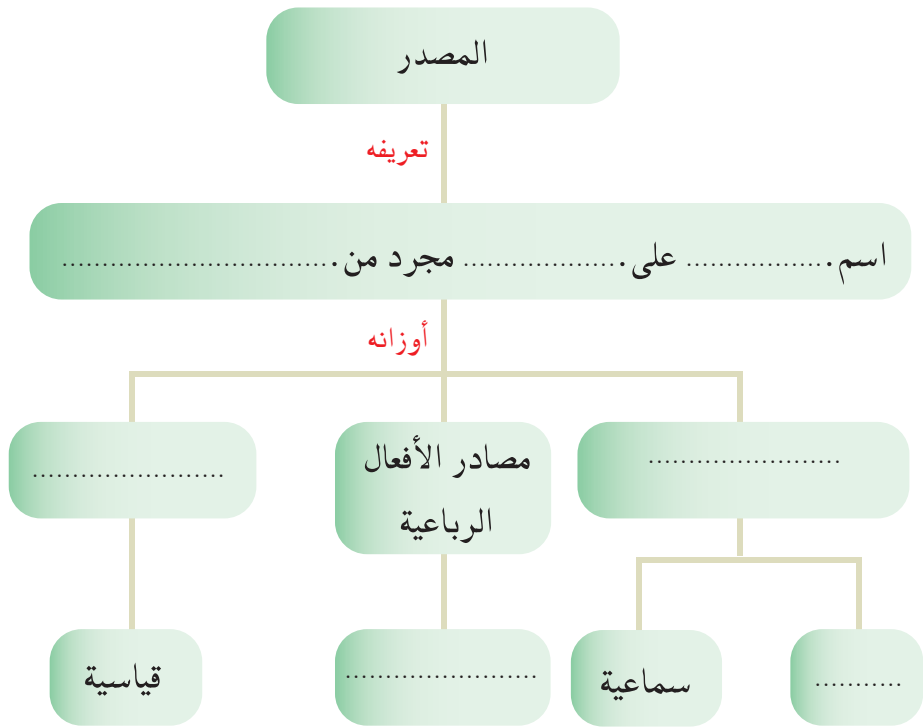 المصدر
تعريفه
اسم ................. على .................... مجرد من .................................
أوزانه
........................
مصادر الأفعال
الرباعية
........................
...........
سماعية
........................
قياسية